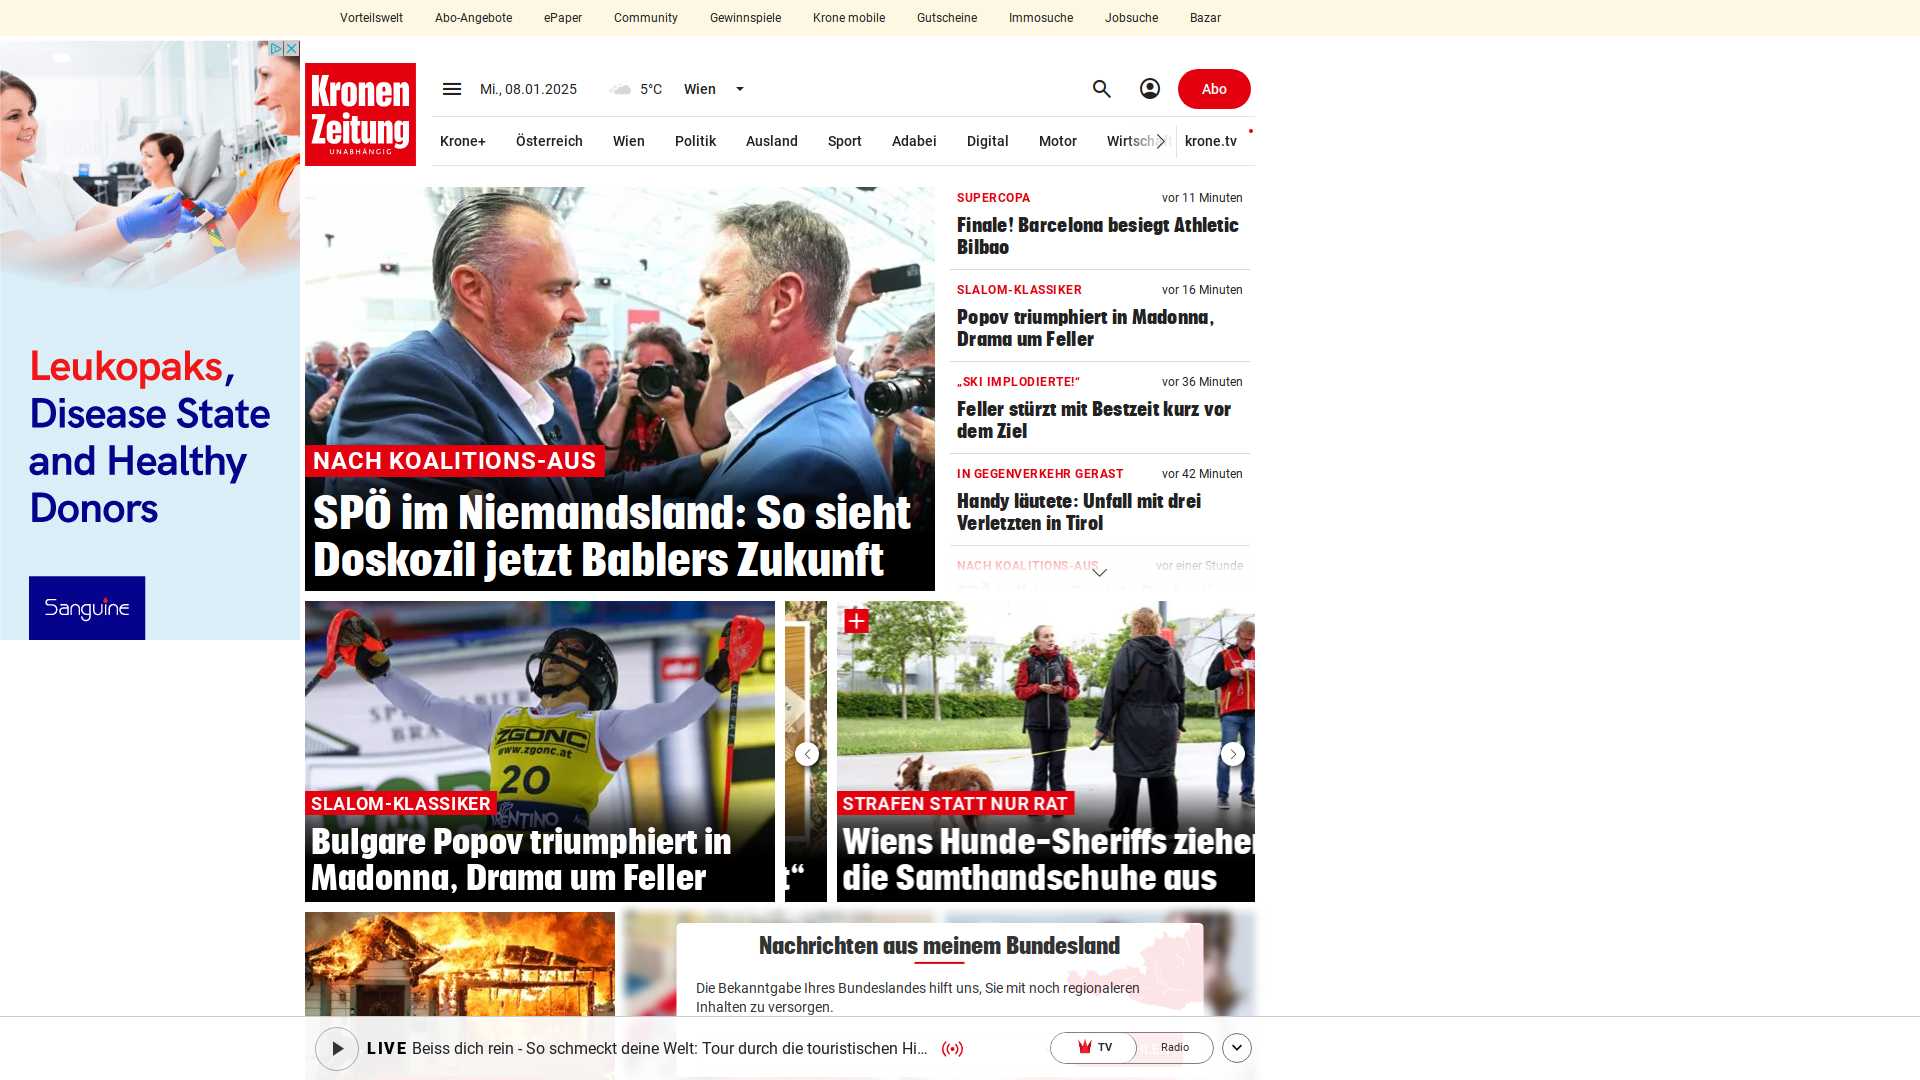 Vorteilswelt
Abo-Angebote
ePaper
Community
Gewinnspiele
Krone mobile
Gutscheine
Immosuche
Jobsuche
Bazar
Kronen
Zeitung
UNABHÄNGIG
Mi., 08.01.2025
5°C
Wien
Abo
Krone+
Österreich
Wien
Politik
Ausland
Sport
Adabei
Digital
Motor
krone.tv
Leukopaks,
Disease State
and Healthy
Donors
Sanguine
NACH KOALITIONS-AUS
SPÖ im Niemandsland: So sieht
Doskozil jetzt Bablers Zukunft
SUPERCOPA
vor 11 Minuten
Finale! Barcelona besiegt Athletic
Bilbao
SLALOM-KLASSIKER
vor 16 Minuten
Popov triumphiert in Madonna,
Drama um Feller
„SKI IMPLODIERTE!“
vor 36 Minuten
Feller stürzt mit Bestzeit kurz vor
dem Ziel
IN GEGENVERKEHR GERAST
vor 42 Minuten
Handy läutete: Unfall mit drei
Verletzten in Tirol
NACH KOALITIONS-AUS
vor einer Stunde
ZGONC
www.zgonc.at
20
SLALOM-KLASSIKER
Bulgare Popov triumphiert in
Madonna, Drama um Feller
STRAFEN STATT NUR RAT
Wiens Hunde-Sheriffs ziehen
die Samthandschuhe aus
Nachrichten aus meinem Bundesland
Die Bekanntgabe Ihres Bundeslandes hilft uns, Sie mit noch regionaleren
Inhalten zu versorgen.
LIVE Beiss dich rein - So schmeckt deine Welt: Tour durch die touristischen Hi...
TV
Radio